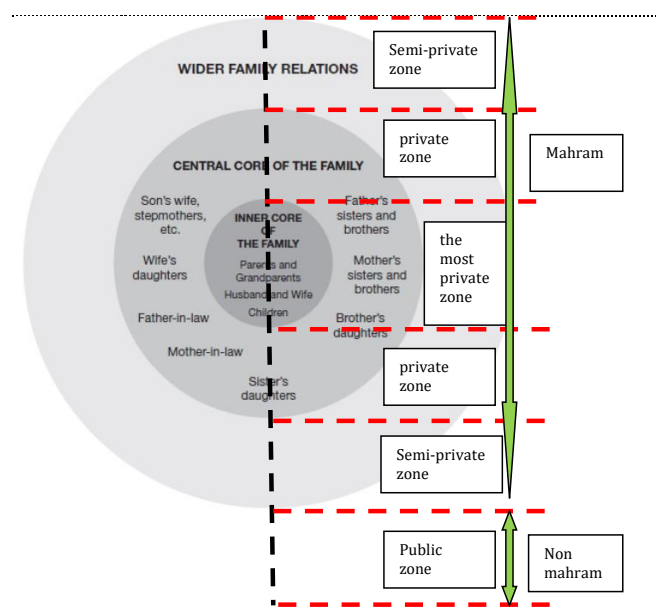 WIDER FAMILY RELATIONS
CENTRAL CORE OF THE FAMILY
Son's wife,
stepmothers,
etc.
Wife's
daughters
Father-in-law
Mother-in-law
Sister's
daughters
INNER CORE
OF
THE FAMILY
Parents and
Grandparents
Husband and Wife
Children
Father's
sisters and
brothers
Mother's
sisters and
brothers
Brother's
daughters
Semi-private
zone
private
zone
the
most
private
zone
private
zone
Semi-private
zone
Public
zone
Mahram
Non
mahram